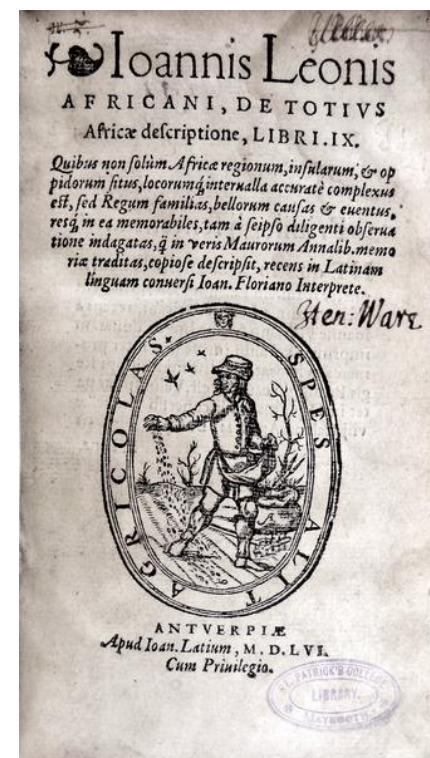 Ioannis Leonis
AFRICANI, DE TOTIVS
Africæ deſcriptione, LIBRI.IX.
Quibus non ſolùm Africæ regionum, inſularum, & op
pidorum ſitus, locorumq́; interualla accuratè complexus
eſt, ſed Regum familias, bellorum cauſas & euentus,
resq́; in ea memorabiles, tam à ſeipſo diligenti obſerua
tione indagatas, q̃ in veris Maurorum Annalib. memo
riæ traditas, copioſe deſcripſit, recens in Latinam
linguam conuerſi Ioan. Floriano Interprete.
Hen: Ware
SPES ALIT AGRICOLAS.
ANTVERPIÆ
Apud Ioan. Latium, M. D. LVI.
Cum Priuilegio.
ST. PATRICK'S COLLEGE
LIBRARY.
MAYNOOTH